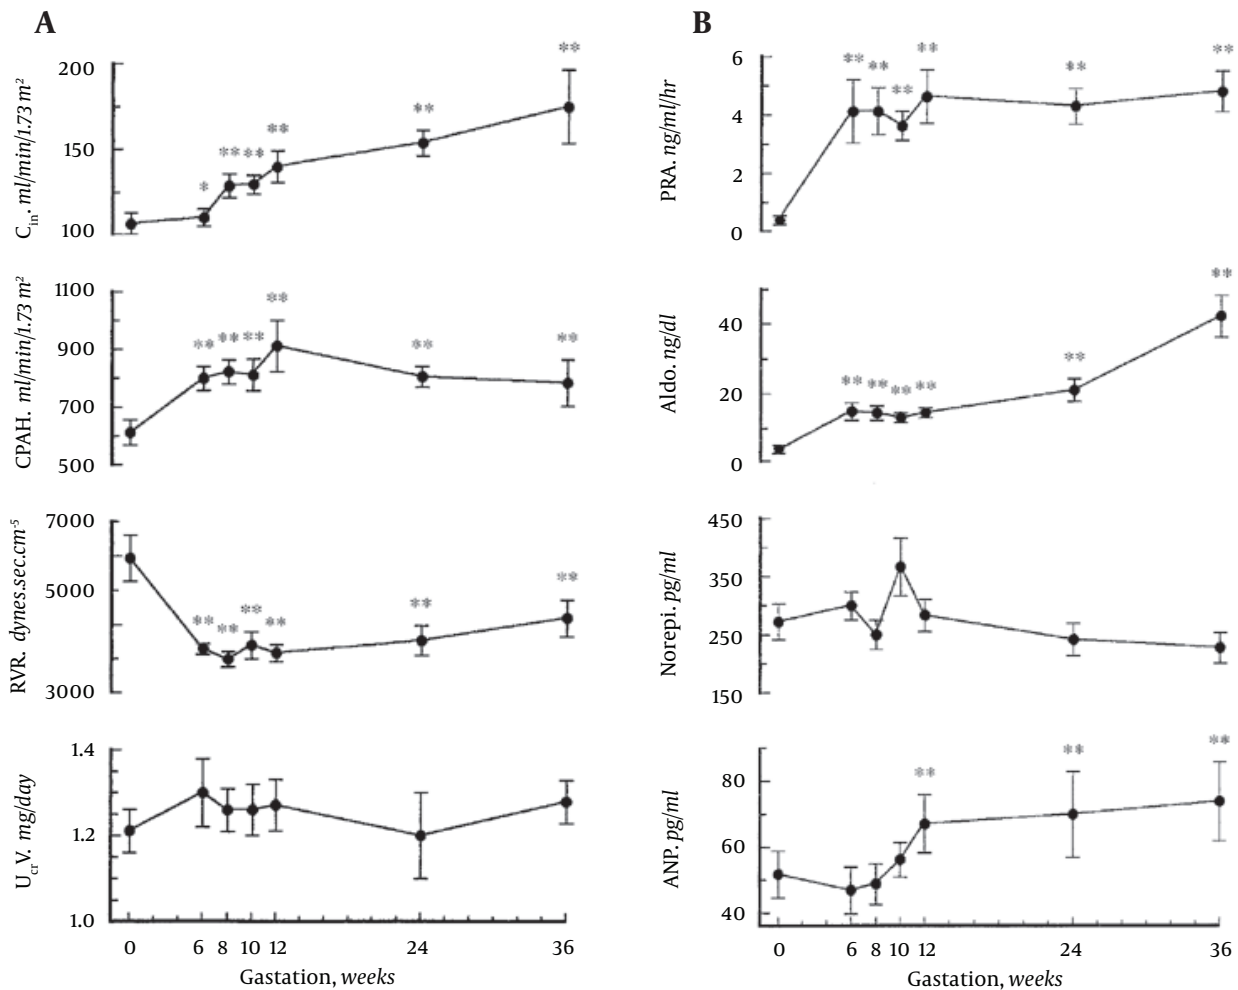 A
C_in. ml/min/1.73 m²
200
150
100
**
**
**
** **
*
CPAH. ml/min/1.73 m²
1100
900
700
500
**
** ** **
**
**
RVR. dynes.sec.cm⁻⁵
7000
5000
3000
** ** ** **
**
**
U_cr V. mg/day
1.4
1.2
1.0
0 6 8 10 12 24 36
Gastation, weeks
B
PRA. ng/ml/hr
6
4
2
0
** ** ** **
**
**
Aldo. ng/dl
40
20
0
** ** ** **
**
**
Norepi. pg/ml
450
350
250
150
ANP. pg/ml
80
60
40
**
**
**
0 6 8 10 12 24 36
Gastation, weeks